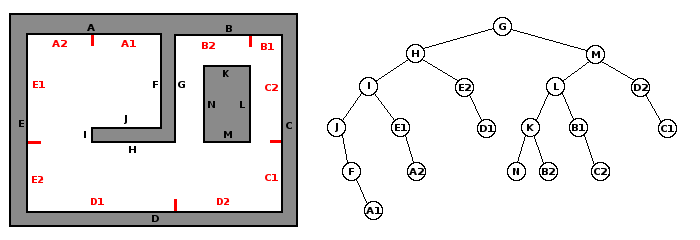 A B
A2 A1 B2 B1
K
E1 F G C2
N L
J
E I M C
H
E2 C1
D1 D2
D
G
H M
I E2 L D2
J E1 D1 K B1 C1
F A2 N B2 C2
A1